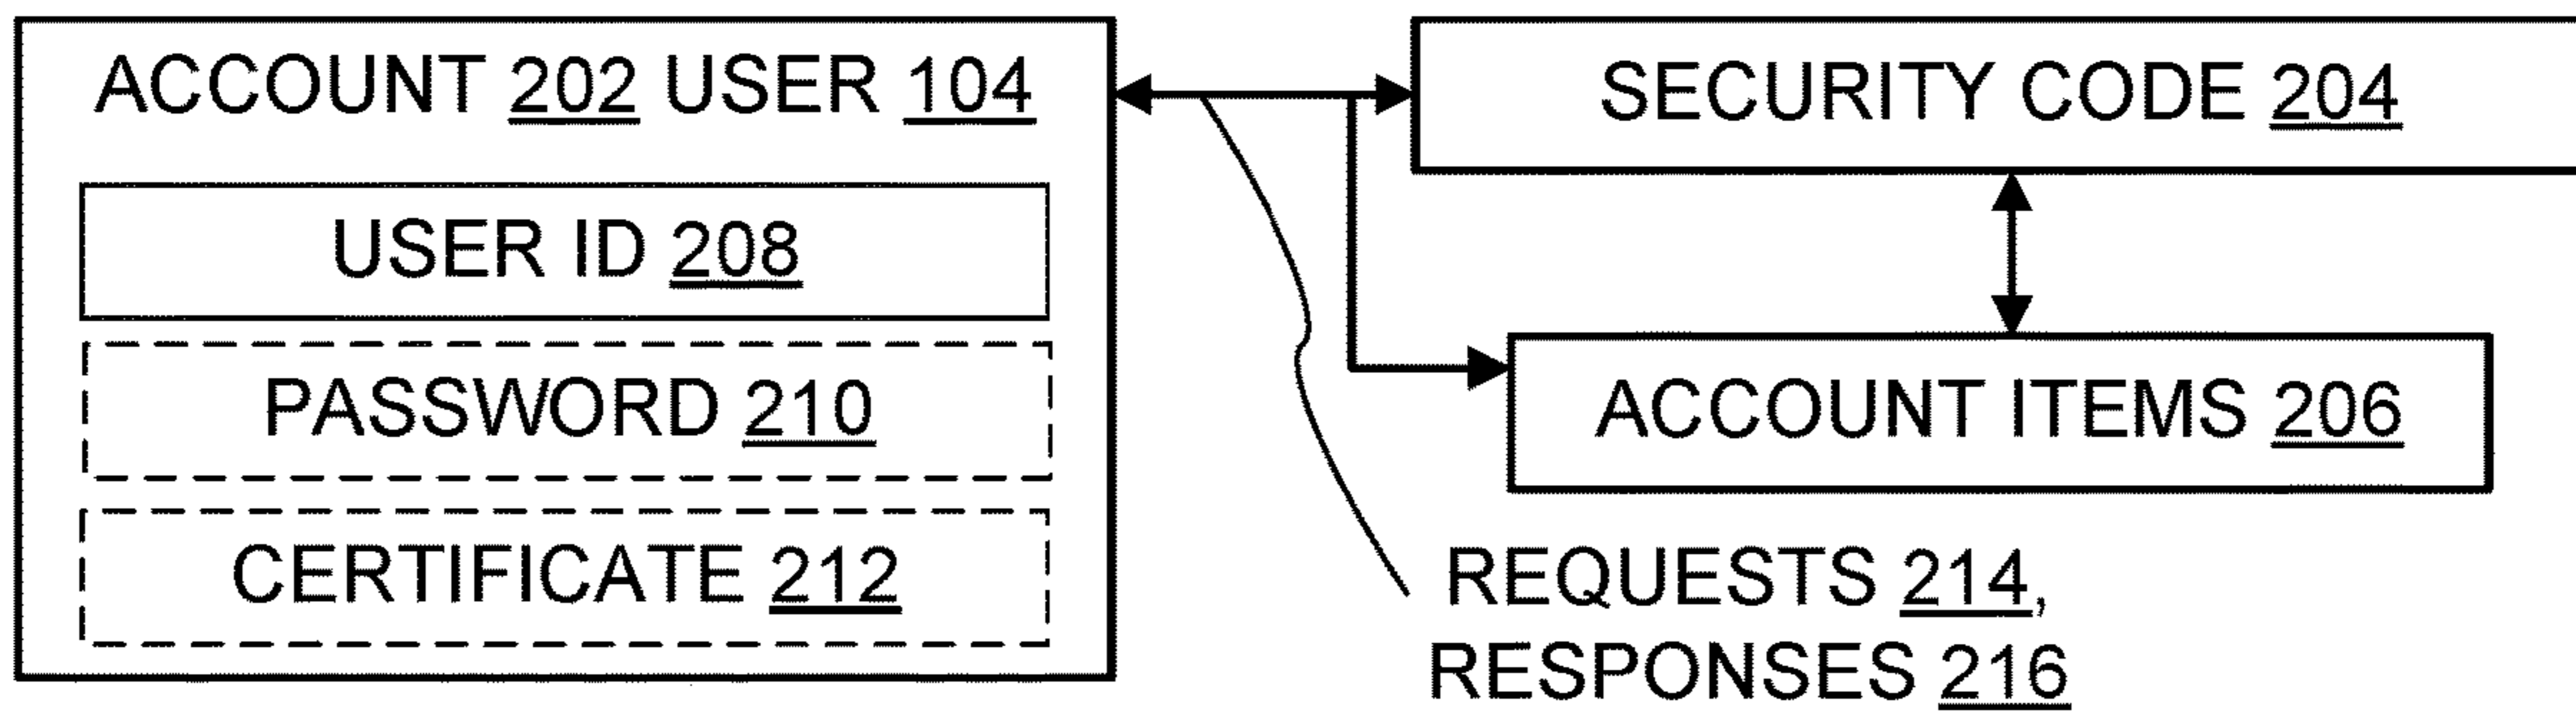 ACCOUNT 202 USER 104
USER ID 208
PASSWORD 210
CERTIFICATE 212
SECURITY CODE 204
ACCOUNT ITEMS 206
REQUESTS 214,
RESPONSES 216